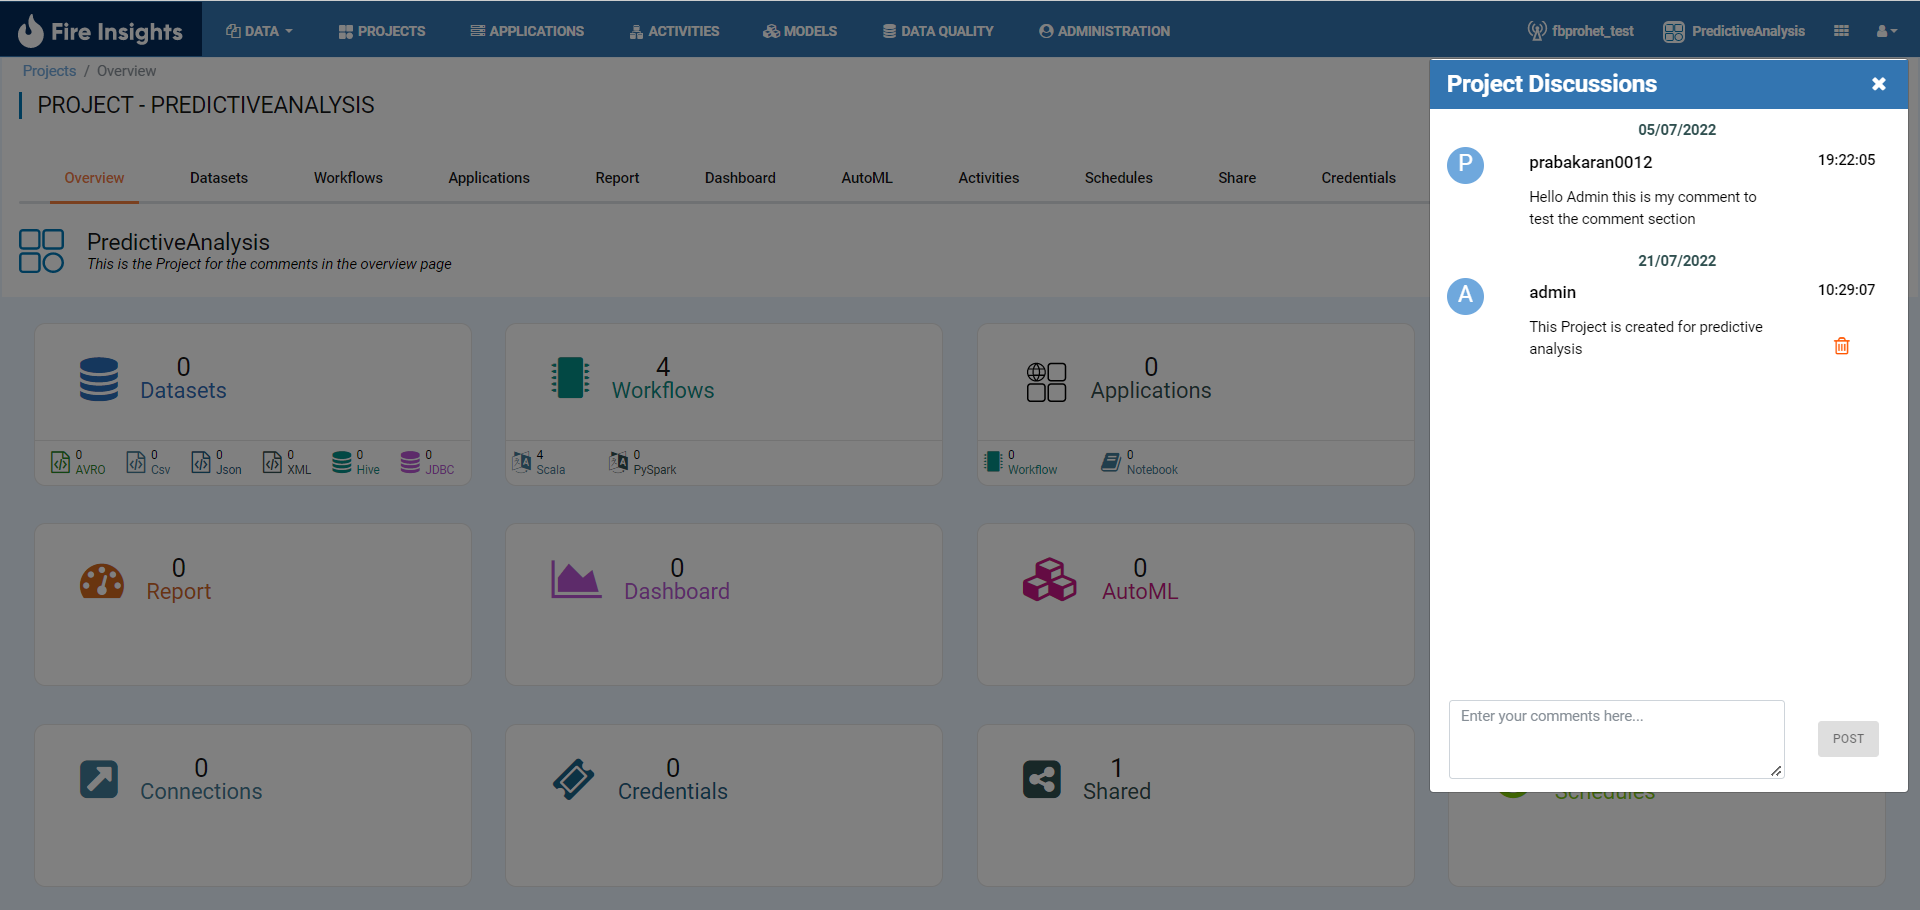 Fire Insights
DATA
PROJECTS
APPLICATIONS
ACTIVITIES
MODELS
DATA QUALITY
ADMINISTRATION
fbprohet_test
PredictiveAnalysis
Projects / Overview
PROJECT - PREDICTIVEANALYSIS
Overview
Datasets
Workflows
Applications
Report
Dashboard
AutoML
Activities
Schedules
Share
Credentials
PredictiveAnalysis
This is the Project for the comments in the overview page
0
Datasets
0
AVRO
0
Csv
0
Json
0
XML
0
Hive
0
JDBC
4
Workflows
4
Scala
0
PySpark
0
Applications
0
Workflow
0
Notebook
0
Report
0
Dashboard
0
AutoML
0
Connections
0
Credentials
1
Shared
Schedules
Project Discussions
05/07/2022
P
prabakaran0012
19:22:05
Hello Admin this is my comment to
test the comment section
21/07/2022
A
admin
10:29:07
This Project is created for predictive
analysis
Enter your comments here...
POST